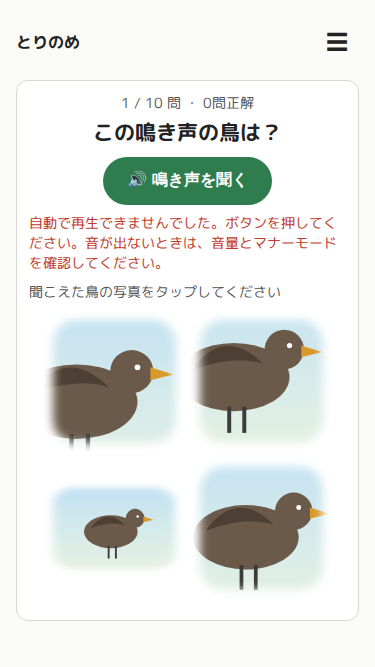 とりのめ
1 / 10 問 ・ 0問正解
この鳴き声の鳥は？
🔊 鳴き声を聞く
自動で再生できませんでした。ボタンを押してく
ださい。音が出ないときは、音量とマナーモード
を確認してください。
聞こえた鳥の写真をタップしてください